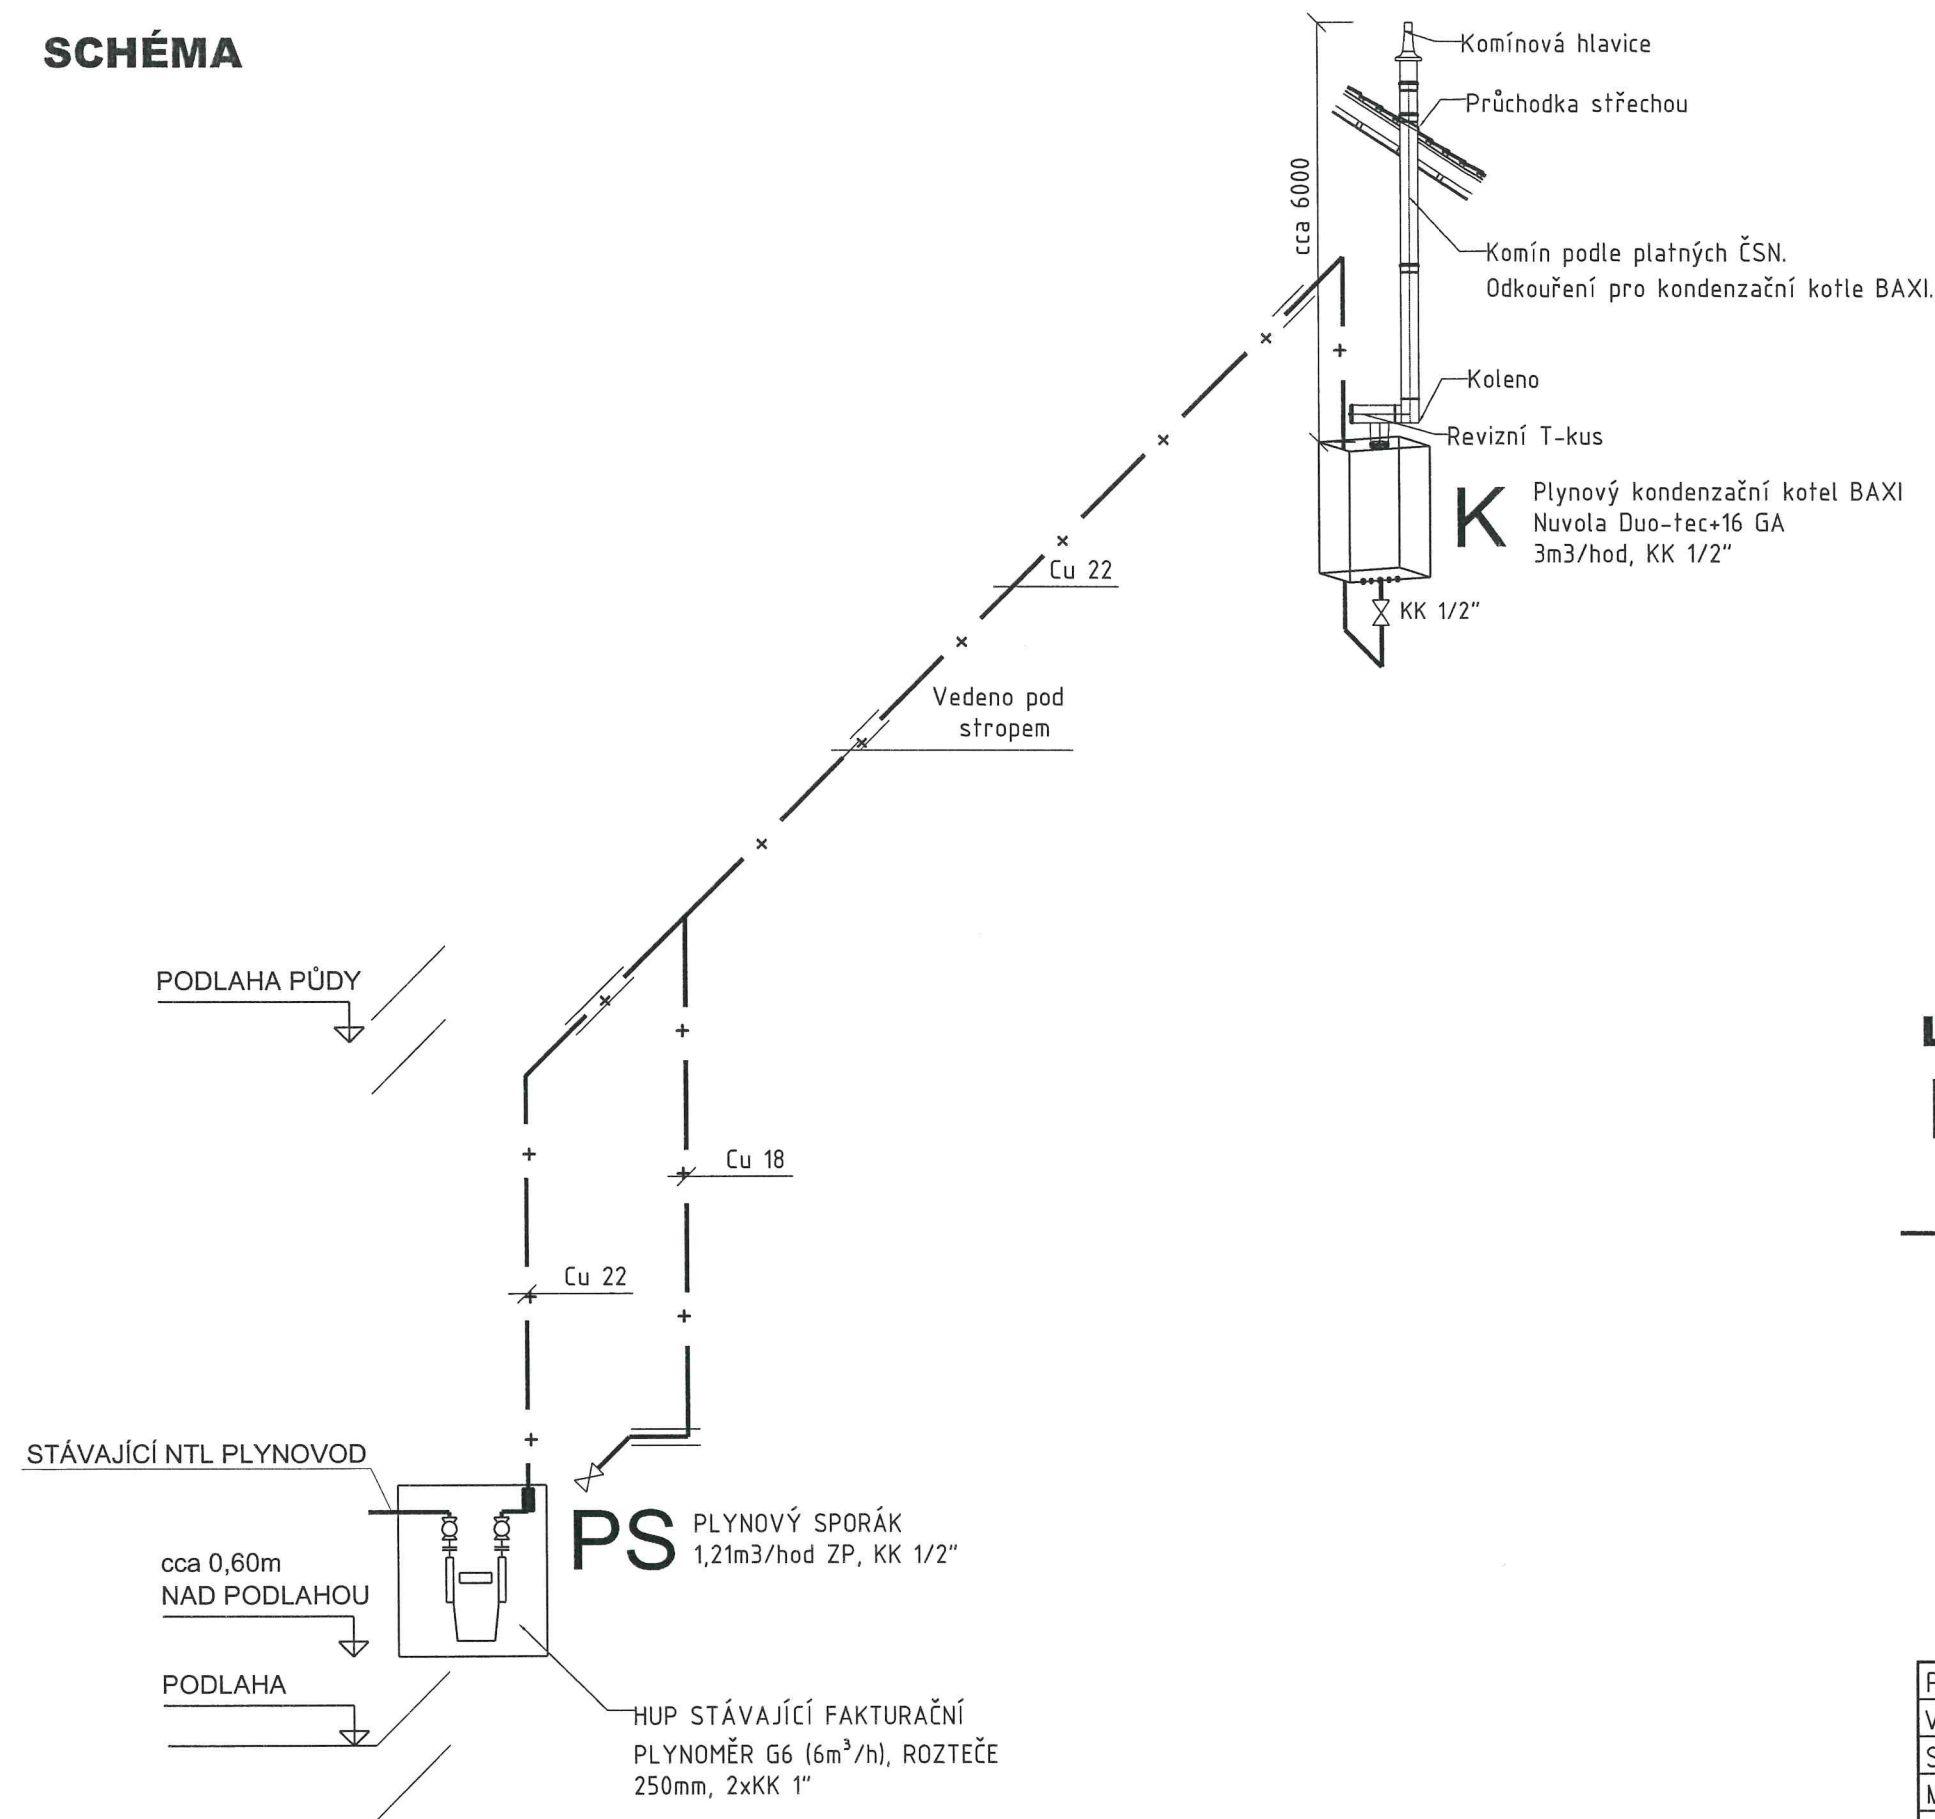 SCHÉMA
Komínová hlavice
Průchodka střechou
cca 6000
Komín podle platných ČSN.
Odkouření pro kondenzační kotle BAXI.
Koleno
Revizní T-kus
K
Plynový kondenzační kotel BAXI
Nuvola Duo-tec+16 GA
3m3/hod, KK 1/2"
KK 1/2"
Cu 22
Vedeno pod
stropem
PODLAHA PŮDY
Cu 18
Cu 22
STÁVAJÍCÍ NTL PLYNOVOD
PS
PLYNOVÝ SPORÁK
1,21m3/hod ZP, KK 1/2"
cca 0,60m
NAD PODLAHOU
PODLAHA
HUP STÁVAJÍCÍ FAKTURAČNÍ
PLYNOMĚR G6 (6m³/h), ROZTEČE
250mm, 2xKK 1"